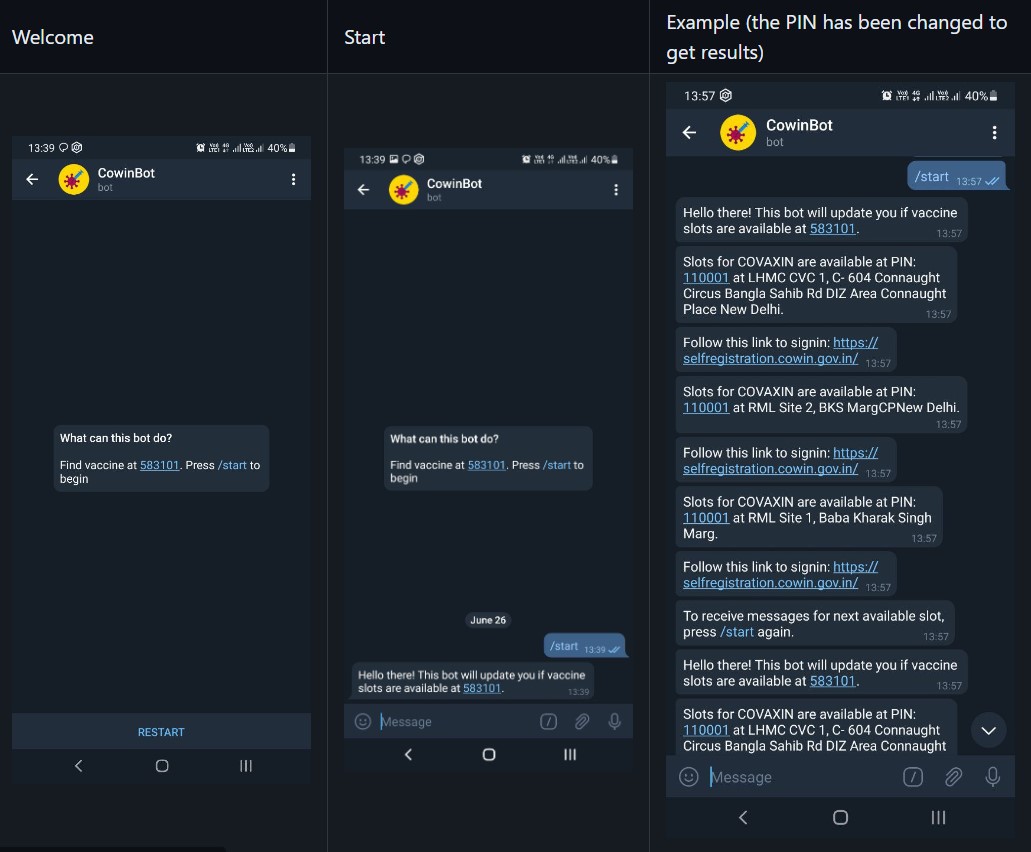 Welcome
Start
Example (the PIN has been changed to
get results)
13:39
40%
CowinBot
bot
What can this bot do?
Find vaccine at 583101. Press /start to
begin
RESTART
13:39
40%
CowinBot
bot
What can this bot do?
Find vaccine at 583101. Press /start to
begin
June 26
/start 13:39
Hello there! This bot will update you if vaccine
slots are available at 583101.
13:39
Message
13:57
40%
CowinBot
bot
/start 13:57
Hello there! This bot will update you if vaccine
slots are available at 583101.
13:57
Slots for COVAXIN are available at PIN:
110001 at LHMC CVC 1, C- 604 Connaught
Circus Bangla Sahib Rd DIZ Area Connaught
Place New Delhi.
13:57
Follow this link to signin: https://
selfregistration.cowin.gov.in/ 13:57
Slots for COVAXIN are available at PIN:
110001 at RML Site 2, BKS MargCPNew Delhi.
13:57
Follow this link to signin: https://
selfregistration.cowin.gov.in/ 13:57
Slots for COVAXIN are available at PIN:
110001 at RML Site 1, Baba Kharak Singh
Marg.
13:57
Follow this link to signin: https://
selfregistration.cowin.gov.in/ 13:57
To receive messages for next available slot,
press /start again.
13:57
Hello there! This bot will update you if vaccine
slots are available at 583101.
13:57
Slots for COVAXIN are available at PIN:
110001 at LHMC CVC 1, C- 604 Connaught
Circus Bangla Sahib Rd DIZ Area Connaught
Message